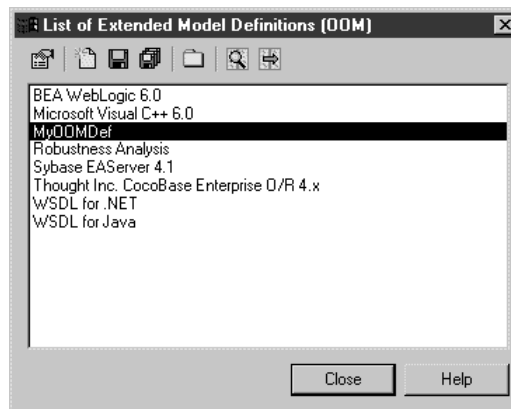 List of Extended Model Definitions (OOM)
BEA WebLogic 6.0
Microsoft Visual C++ 6.0
MyOOMDef
Robustness Analysis
Sybase EAServer 4.1
Thought Inc. CocoBase Enterprise O/R 4.x
WSDL for .NET
WSDL for Java
Close
Help